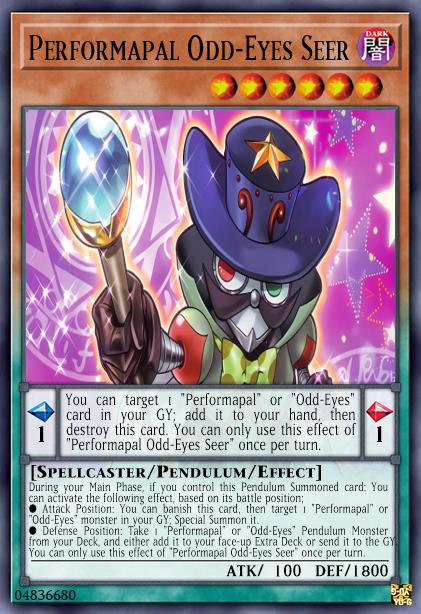 PERFORMAPAL ODD-EYES SEER
DARK
闇
You can target 1 "Performapal" or "Odd-Eyes"
card in your GY; add it to your hand, then
destroy this card. You can only use this effect of
"Performapal Odd-Eyes Seer" once per turn.
1
1
[SPELLCASTER/PENDULUM/EFFECT]
During your Main Phase, if you control this Pendulum Summoned card: You
can activate the following effect, based on its battle position;
● Attack Position: You can banish this card, then target 1 "Performapal" or
"Odd-Eyes" monster in your GY; Special Summon it.
● Defense Position: Take 1 "Performapal" or "Odd-Eyes" Pendulum Monster
from your Deck, and either add it to your face-up Extra Deck or send it to the GY.
You can only use this effect of "Performapal Odd-Eyes Seer" once per turn.
ATK/ 100 DEF/1800
04836680